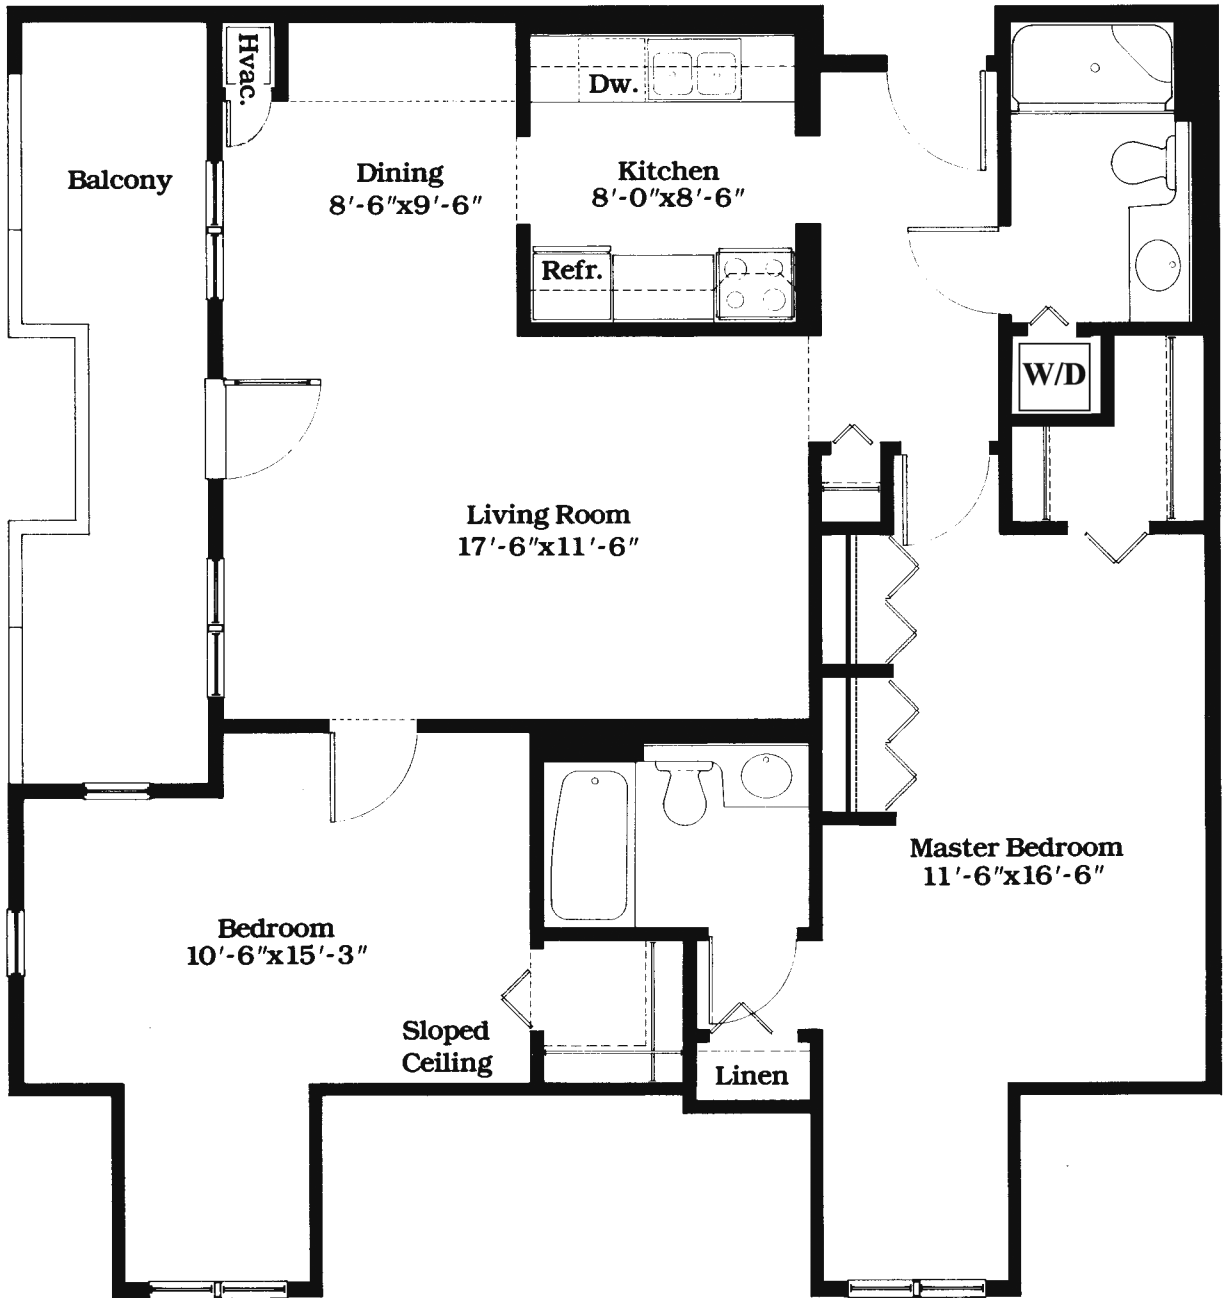 Hvac.
Dw.
Balcony
Dining
8'-6"x9'-6"
Kitchen
8'-0"x8'-6"
Refr.
W/D
Living Room
17'-6"x11'-6"
Master Bedroom
11'-6"x16'-6"
Bedroom
10'-6"x15'-3"
Sloped
Ceiling
Linen